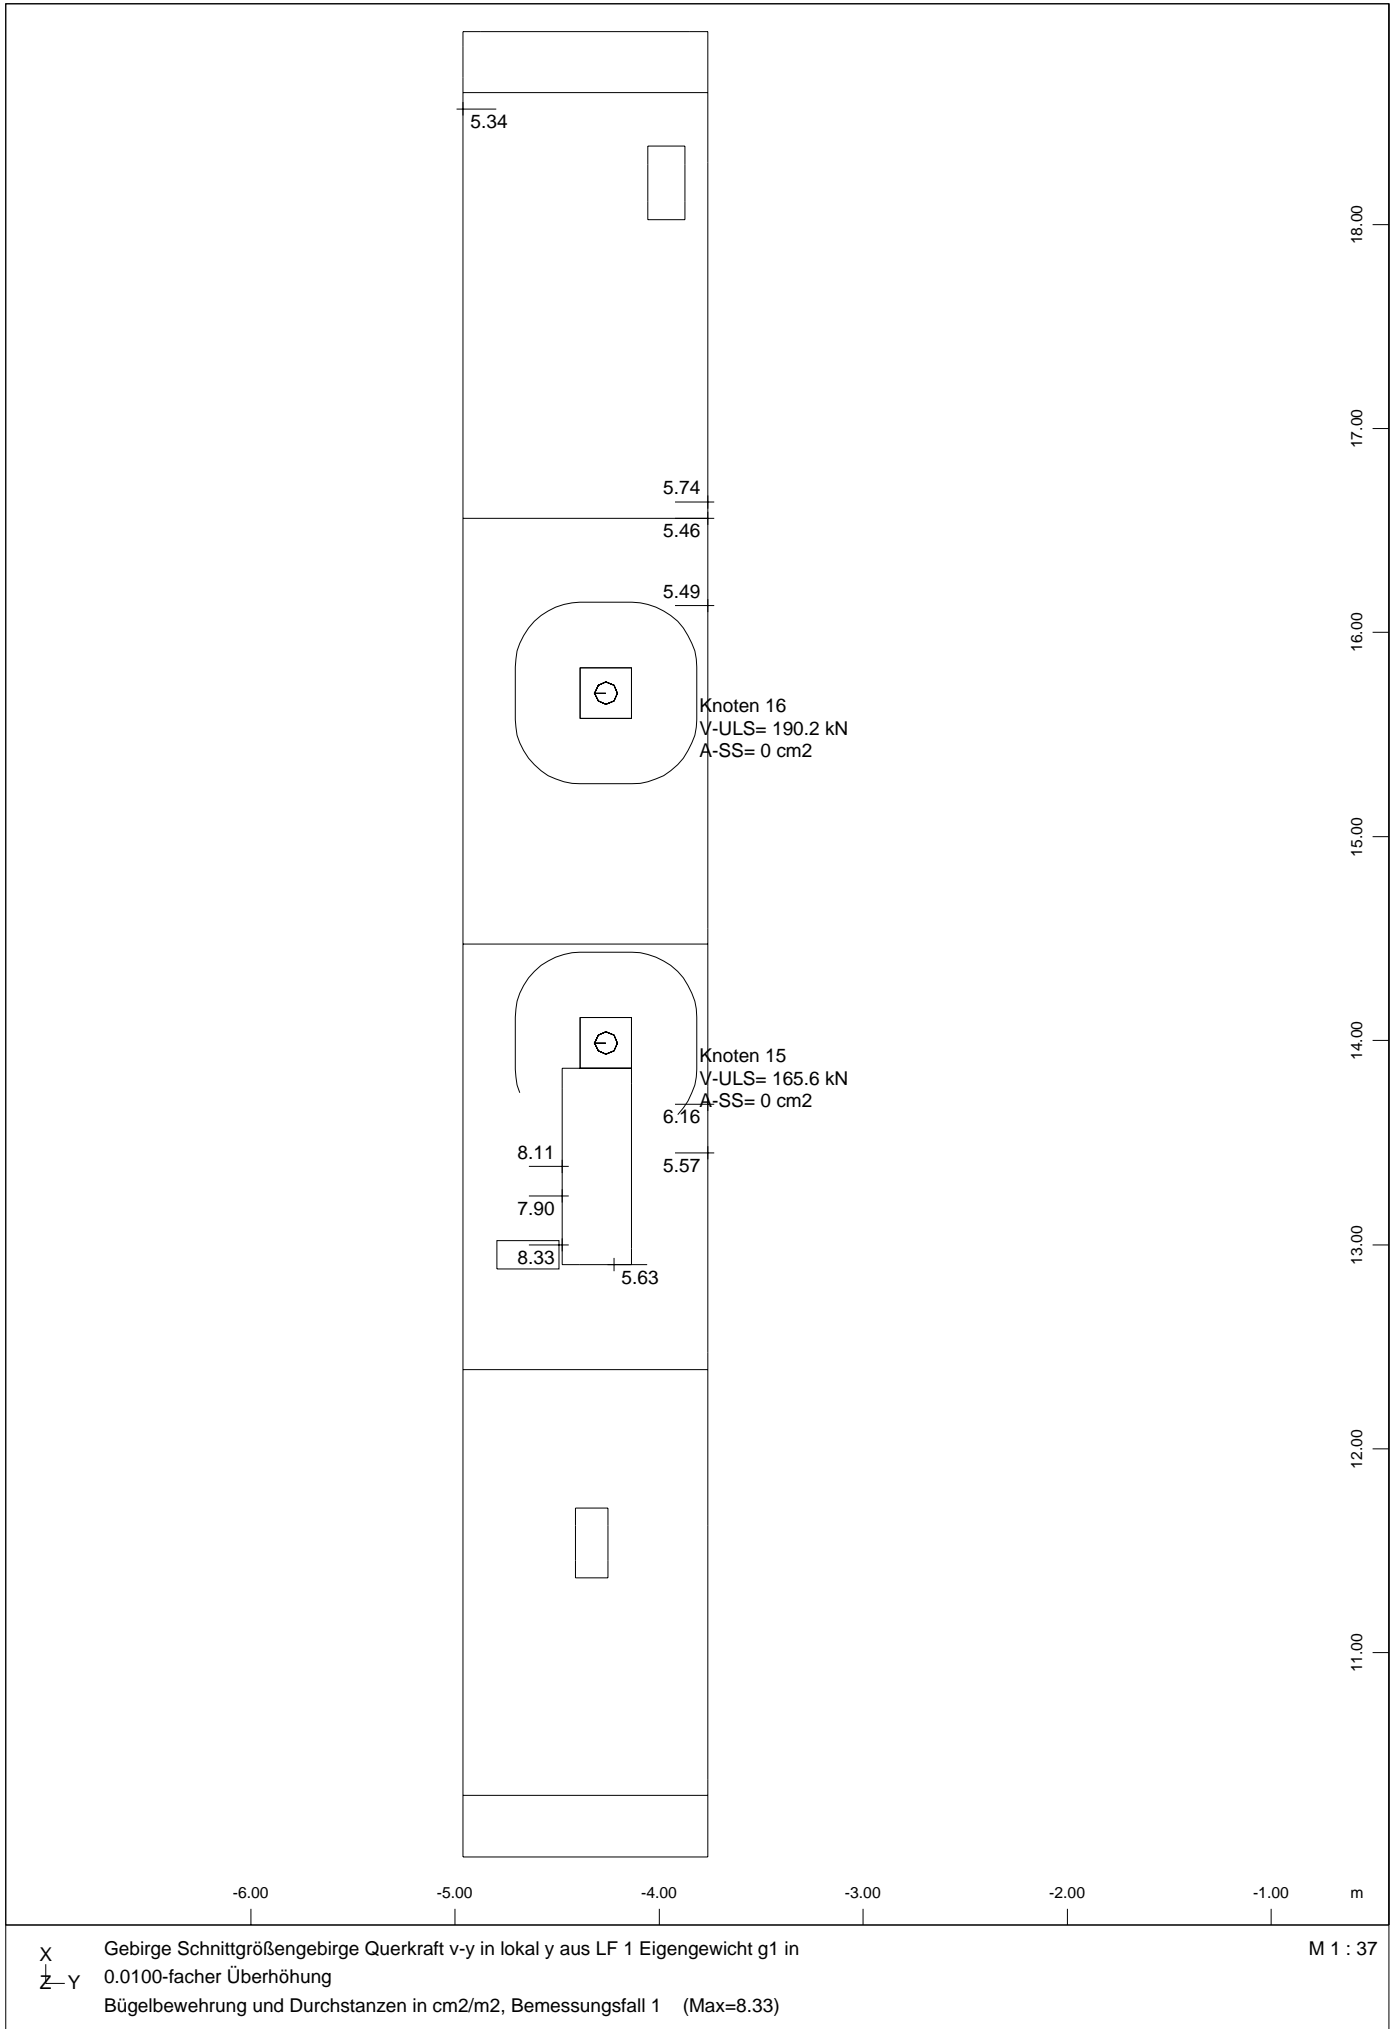 5.34
18.00
17.00
5.74
5.46
5.49
16.00
Knoten 16
V-ULS= 190.2 kN
A-SS= 0 cm2
15.00
14.00
Knoten 15
V-ULS= 165.6 kN
A-SS= 0 cm2
6.16
8.11
5.57
7.90
13.00
8.33
5.63
12.00
11.00
-6.00 -5.00 -4.00 -3.00 -2.00 -1.00 m
X
Z Y
Gebirge Schnittgrößengebirge Querkraft v-y in lokal y aus LF 1 Eigengewicht g1 in
M 1 : 37
0.0100-facher Überhöhung
Bügelbewehrung und Durchstanzen in cm2/m2, Bemessungsfall 1 (Max=8.33)